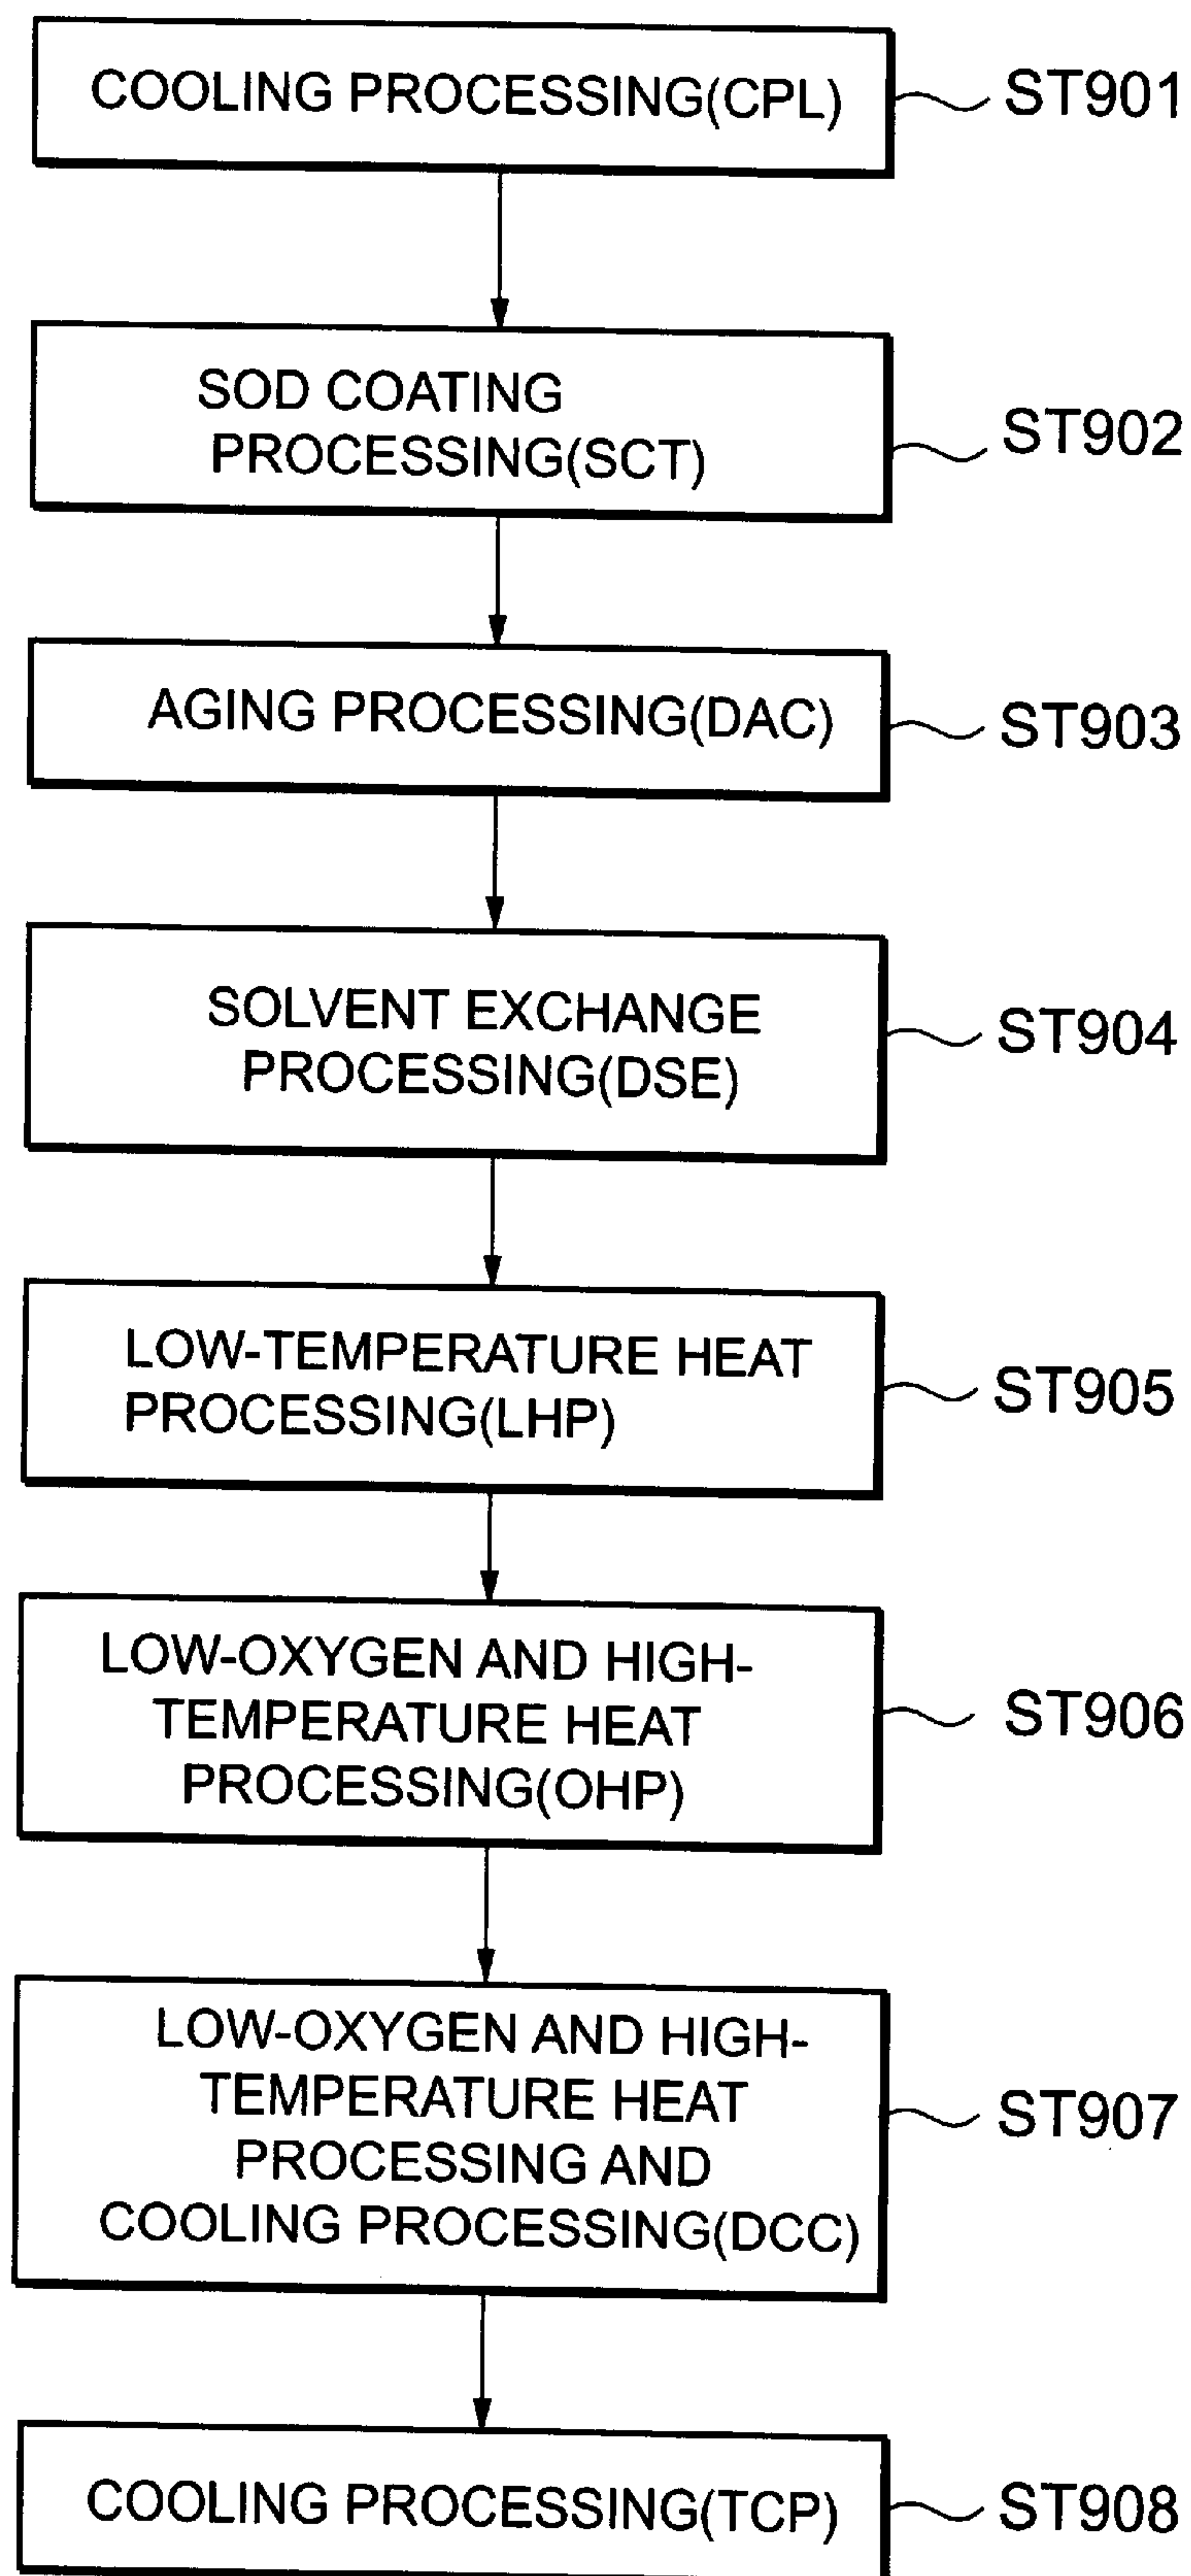 COOLING PROCESSING(CPL)
ST901
SOD COATING
PROCESSING(SCT)
ST902
AGING PROCESSING(DAC)
ST903
SOLVENT EXCHANGE
PROCESSING(DSE)
ST904
LOW-TEMPERATURE HEAT
PROCESSING(LHP)
ST905
LOW-OXYGEN AND HIGH-
TEMPERATURE HEAT
PROCESSING(OHP)
ST906
LOW-OXYGEN AND HIGH-
TEMPERATURE HEAT
PROCESSING AND
COOLING PROCESSING(DCC)
ST907
COOLING PROCESSING(TCP)
ST908